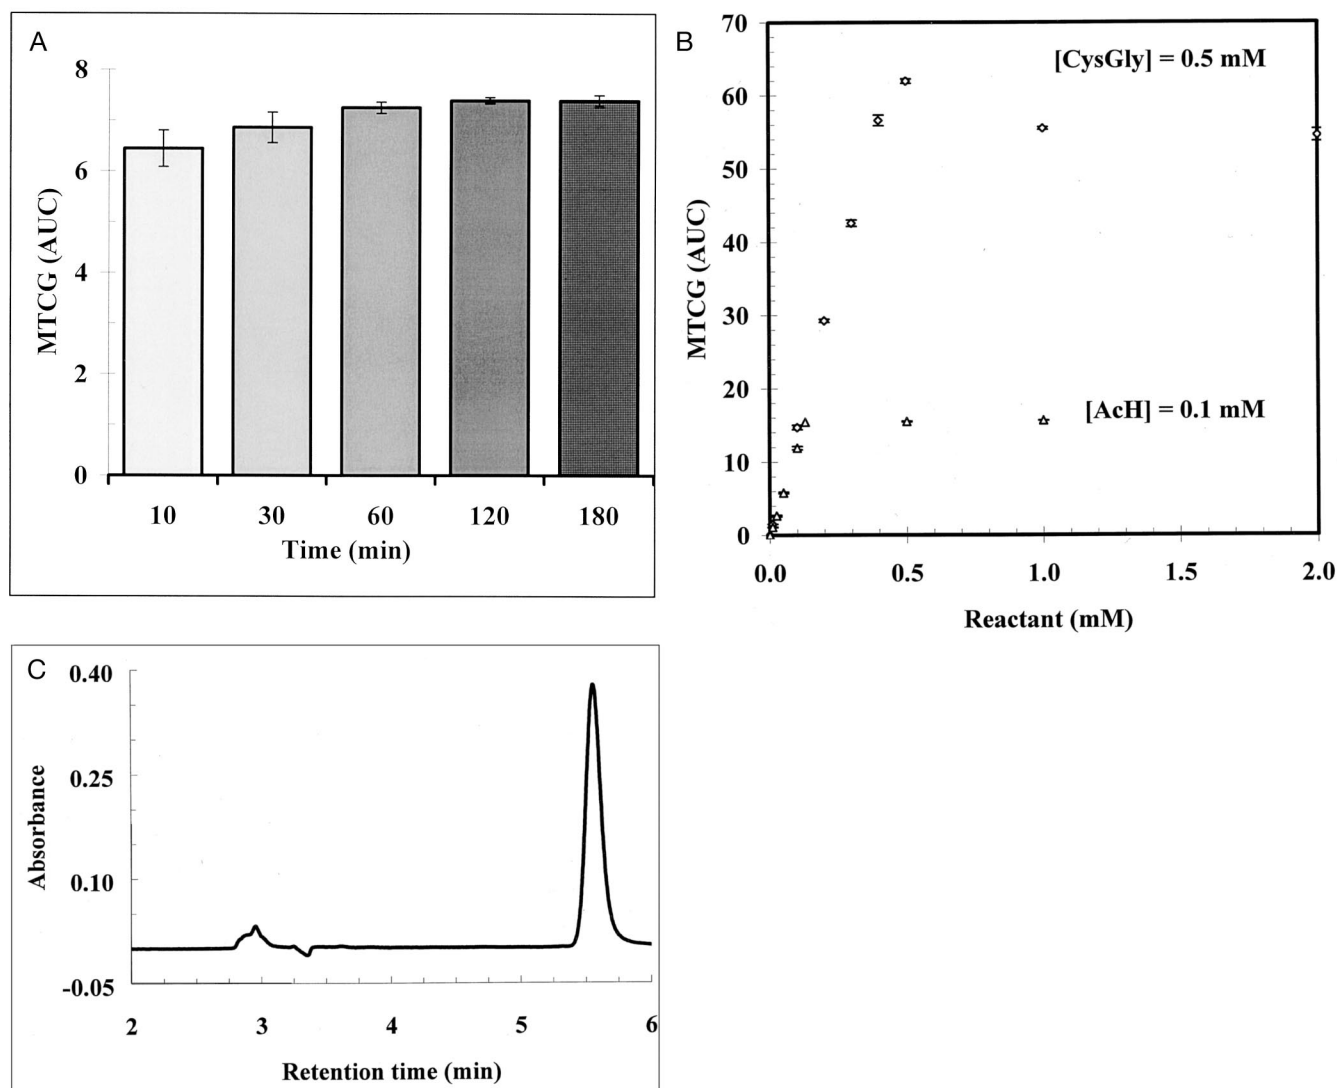 A
8
6
4
2
0
MTCG (AUC)
10 30 60 120 180
Time (min)
B
70
60
50
40
30
20
10
0
MTCG (AUC)
[CysGly] = 0.5 mM
[AcH] = 0.1 mM
0.0 0.5 1.0 1.5 2.0
Reactant (mM)
C
0.40
0.25
0.10
-0.05
Absorbance
2 3 4 5 6
Retention time (min)